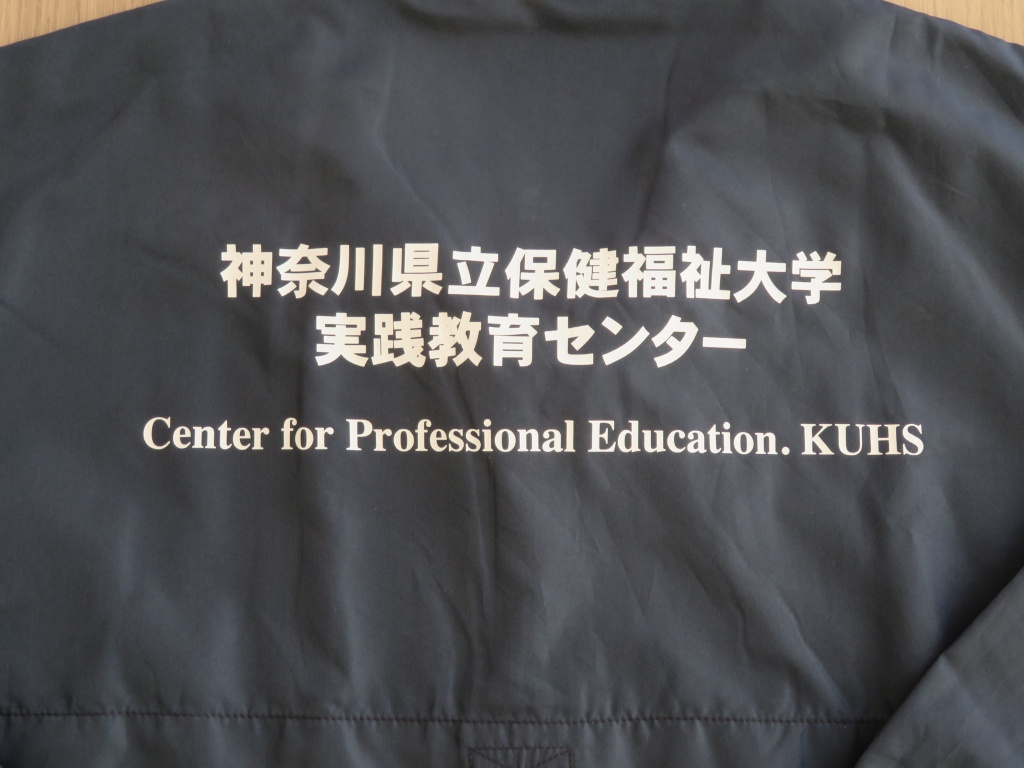 神奈川県立保健福祉大学
実践教育センター
Center for Professional Education. KUHS